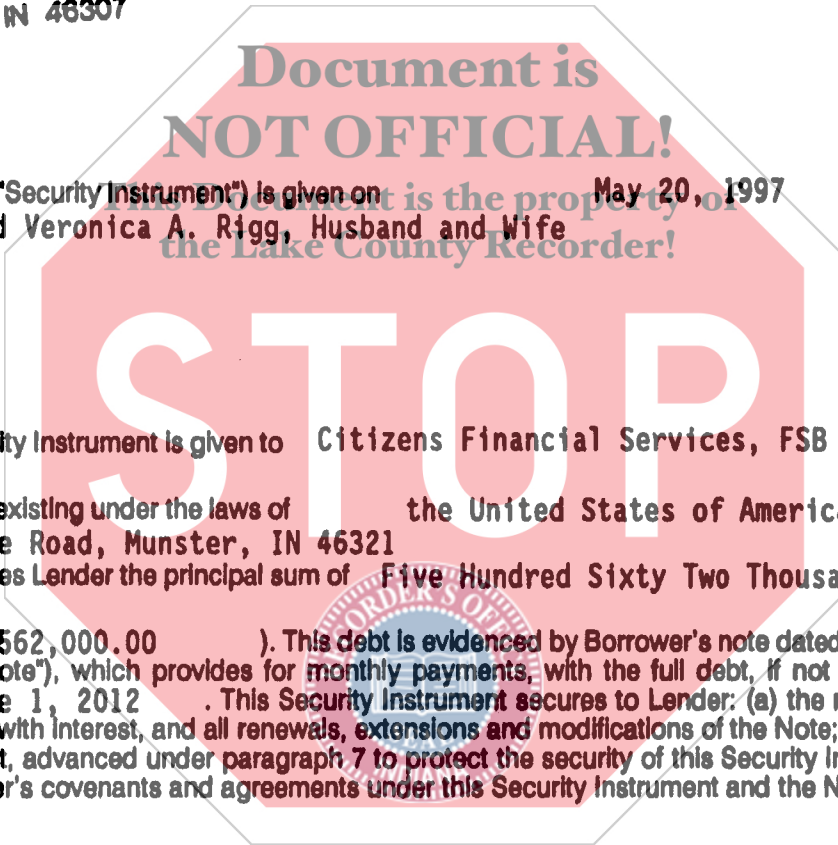 IN 46307
Document is
NOT OFFICIAL!
"Security Instrument") is given on May 20, 1997
This Document is the property of
Veronica A. Rigg, Husband and Wife
the Lake County Recorder!
STOP
ity Instrument is given to Citizens Financial Services, FSB
existing under the laws of the United States of America
e Road, Munster, IN 46321
es Lender the principal sum of Five Hundred Sixty Two Thousa
562,000.00 ). This debt is evidenced by Borrower's note dated
ote"), which provides for monthly payments, with the full debt, if not
e 1, 2012 . This Security Instrument secures to Lender: (a) the
with interest, and all renewals, extensions and modifications of the Note;
t, advanced under paragraph 7 to protect the security of this Security I
r's covenants and agreements under this Security Instrument and the N
RECORDER'S OFFICE
INDIANA